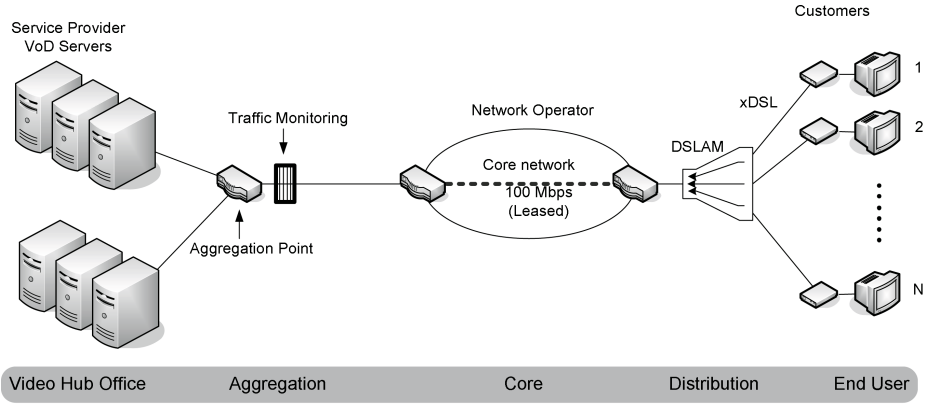 Customers
Service Provider
VoD Servers
1
xDSL
Network Operator
Traffic Monitoring
2
DSLAM
Core network
100 Mbps
(Leased)
Aggregation Point
N
Video Hub Office
Aggregation
Core
Distribution
End User